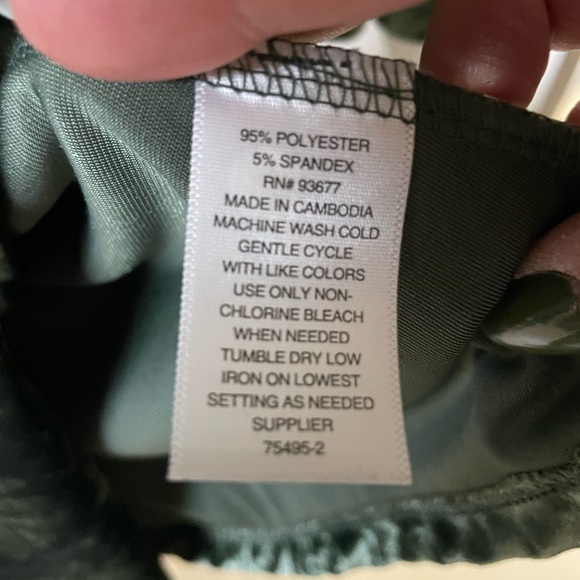 95% POLYESTER
5% SPANDEX
RN# 93677
MADE IN CAMBODIA
MACHINE WASH COLD
GENTLE CYCLE
WITH LIKE COLORS
USE ONLY NON-
CHLORINE BLEACH
WHEN NEEDED
TUMBLE DRY LOW
IRON ON LOWEST
SETTING AS NEEDED
SUPPLIER
75495-2